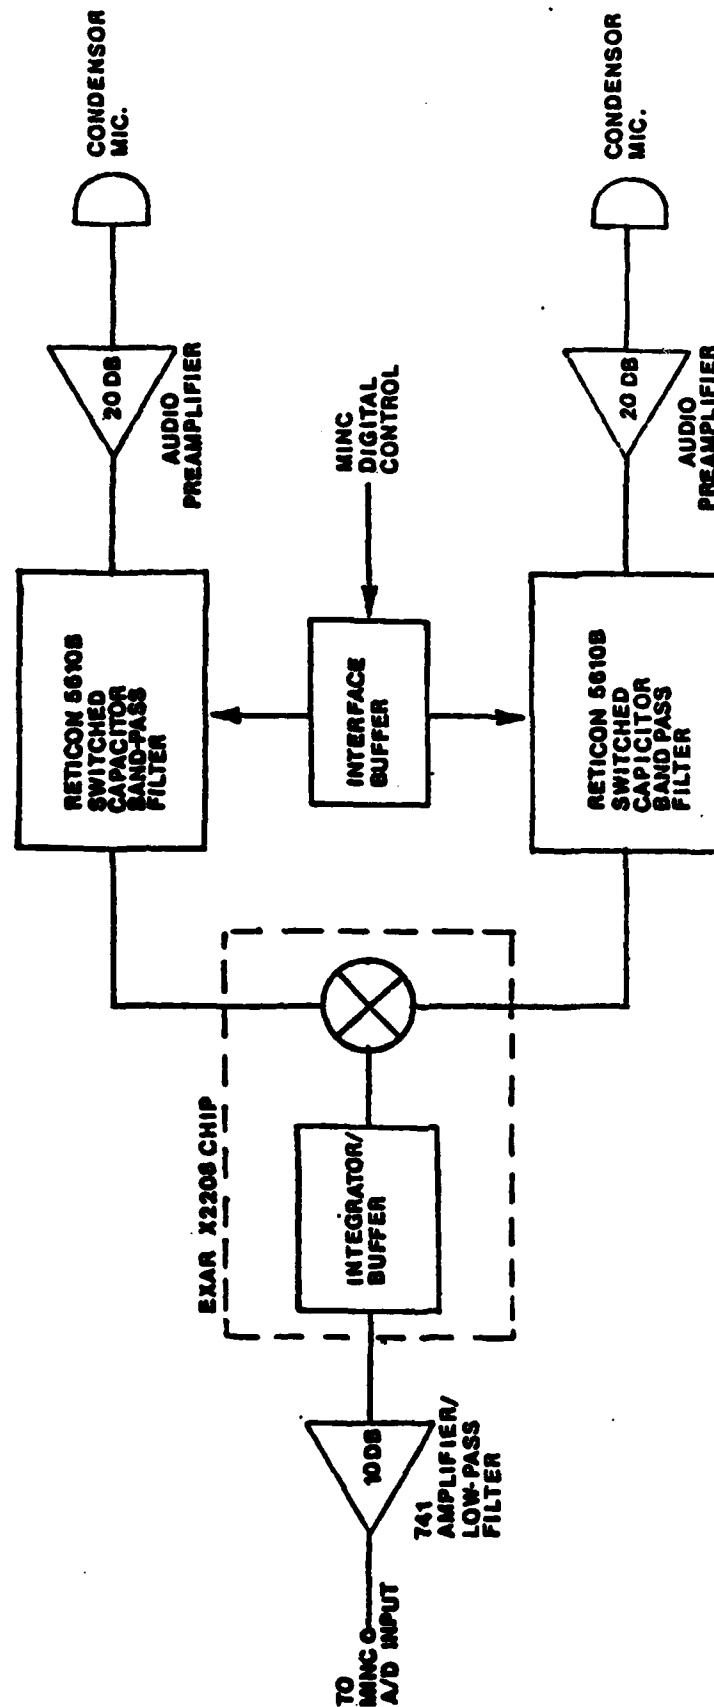 CONDENSOR
MIC.
20 DB
AUDIO
PREAMPLIFIER
RETICON 5610B
SWITCHED
CAPACITOR
BAND-PASS
FILTER
MINC
DIGITAL
CONTROL
INTERFACE
BUFFER
CONDENSOR
MIC.
20 DB
AUDIO
PREAMPLIFIER
RETICON 5610B
SWITCHED
CAPICITOR
BAND PASS
FILTER
EXAR X2208 CHIP
INTEGRATOR/
BUFFER
10 DB
741
AMPLIFIER/
LOW-PASS
FILTER
TO
MINC
A/D INPUT